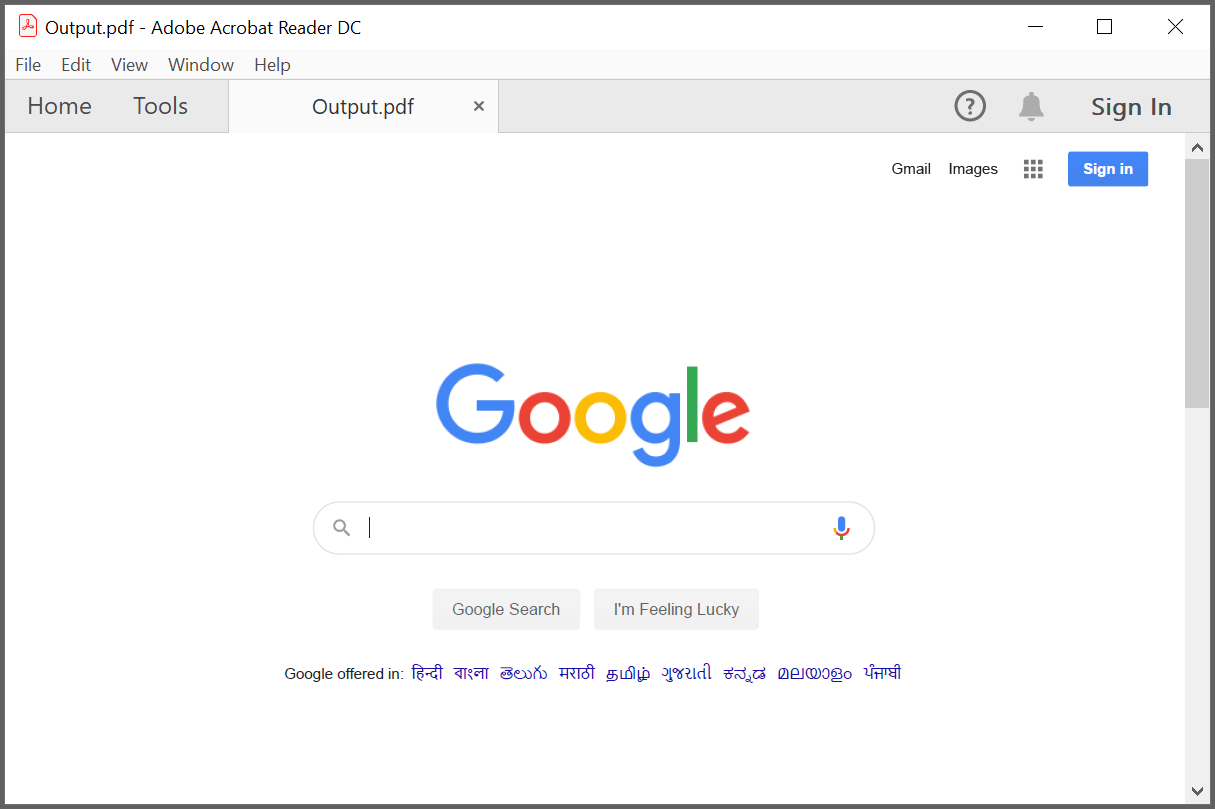 Output.pdf - Adobe Acrobat Reader DC
File Edit View Window Help
Home Tools Output.pdf × ? Sign In
Gmail Images Sign in
Google
Google Search I'm Feeling Lucky
Google offered in: हिन्दी বাংলা తెలుగు मराठी தமிழ் ગુજરાતી ಕನ್ನಡ മലയാളം ਪੰਜਾਬੀ